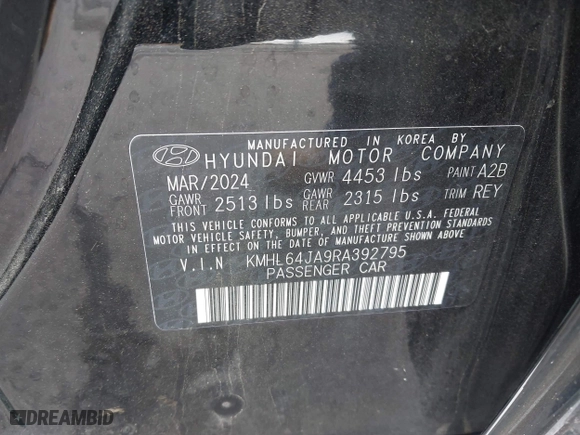 MANUFACTURED IN KOREA BY
HYUNDAI MOTOR COMPANY
MAR/2024 GVWR 4453 lbs PAINT A2B
GAWR FRONT 2513 lbs GAWR REAR 2315 lbs TRIM REY
THIS VEHICLE CONFORMS TO ALL APPLICABLE U.S.A. FEDERAL
MOTOR VEHICLE SAFETY, BUMPER, AND THEFT PREVENTION STANDARDS
IN EFFECT ON THE DATE OF MANUFACTURE SHOWN ABOVE
V.I.N KMHL64JA9RA392795
PASSENGER CAR
DREAMBID